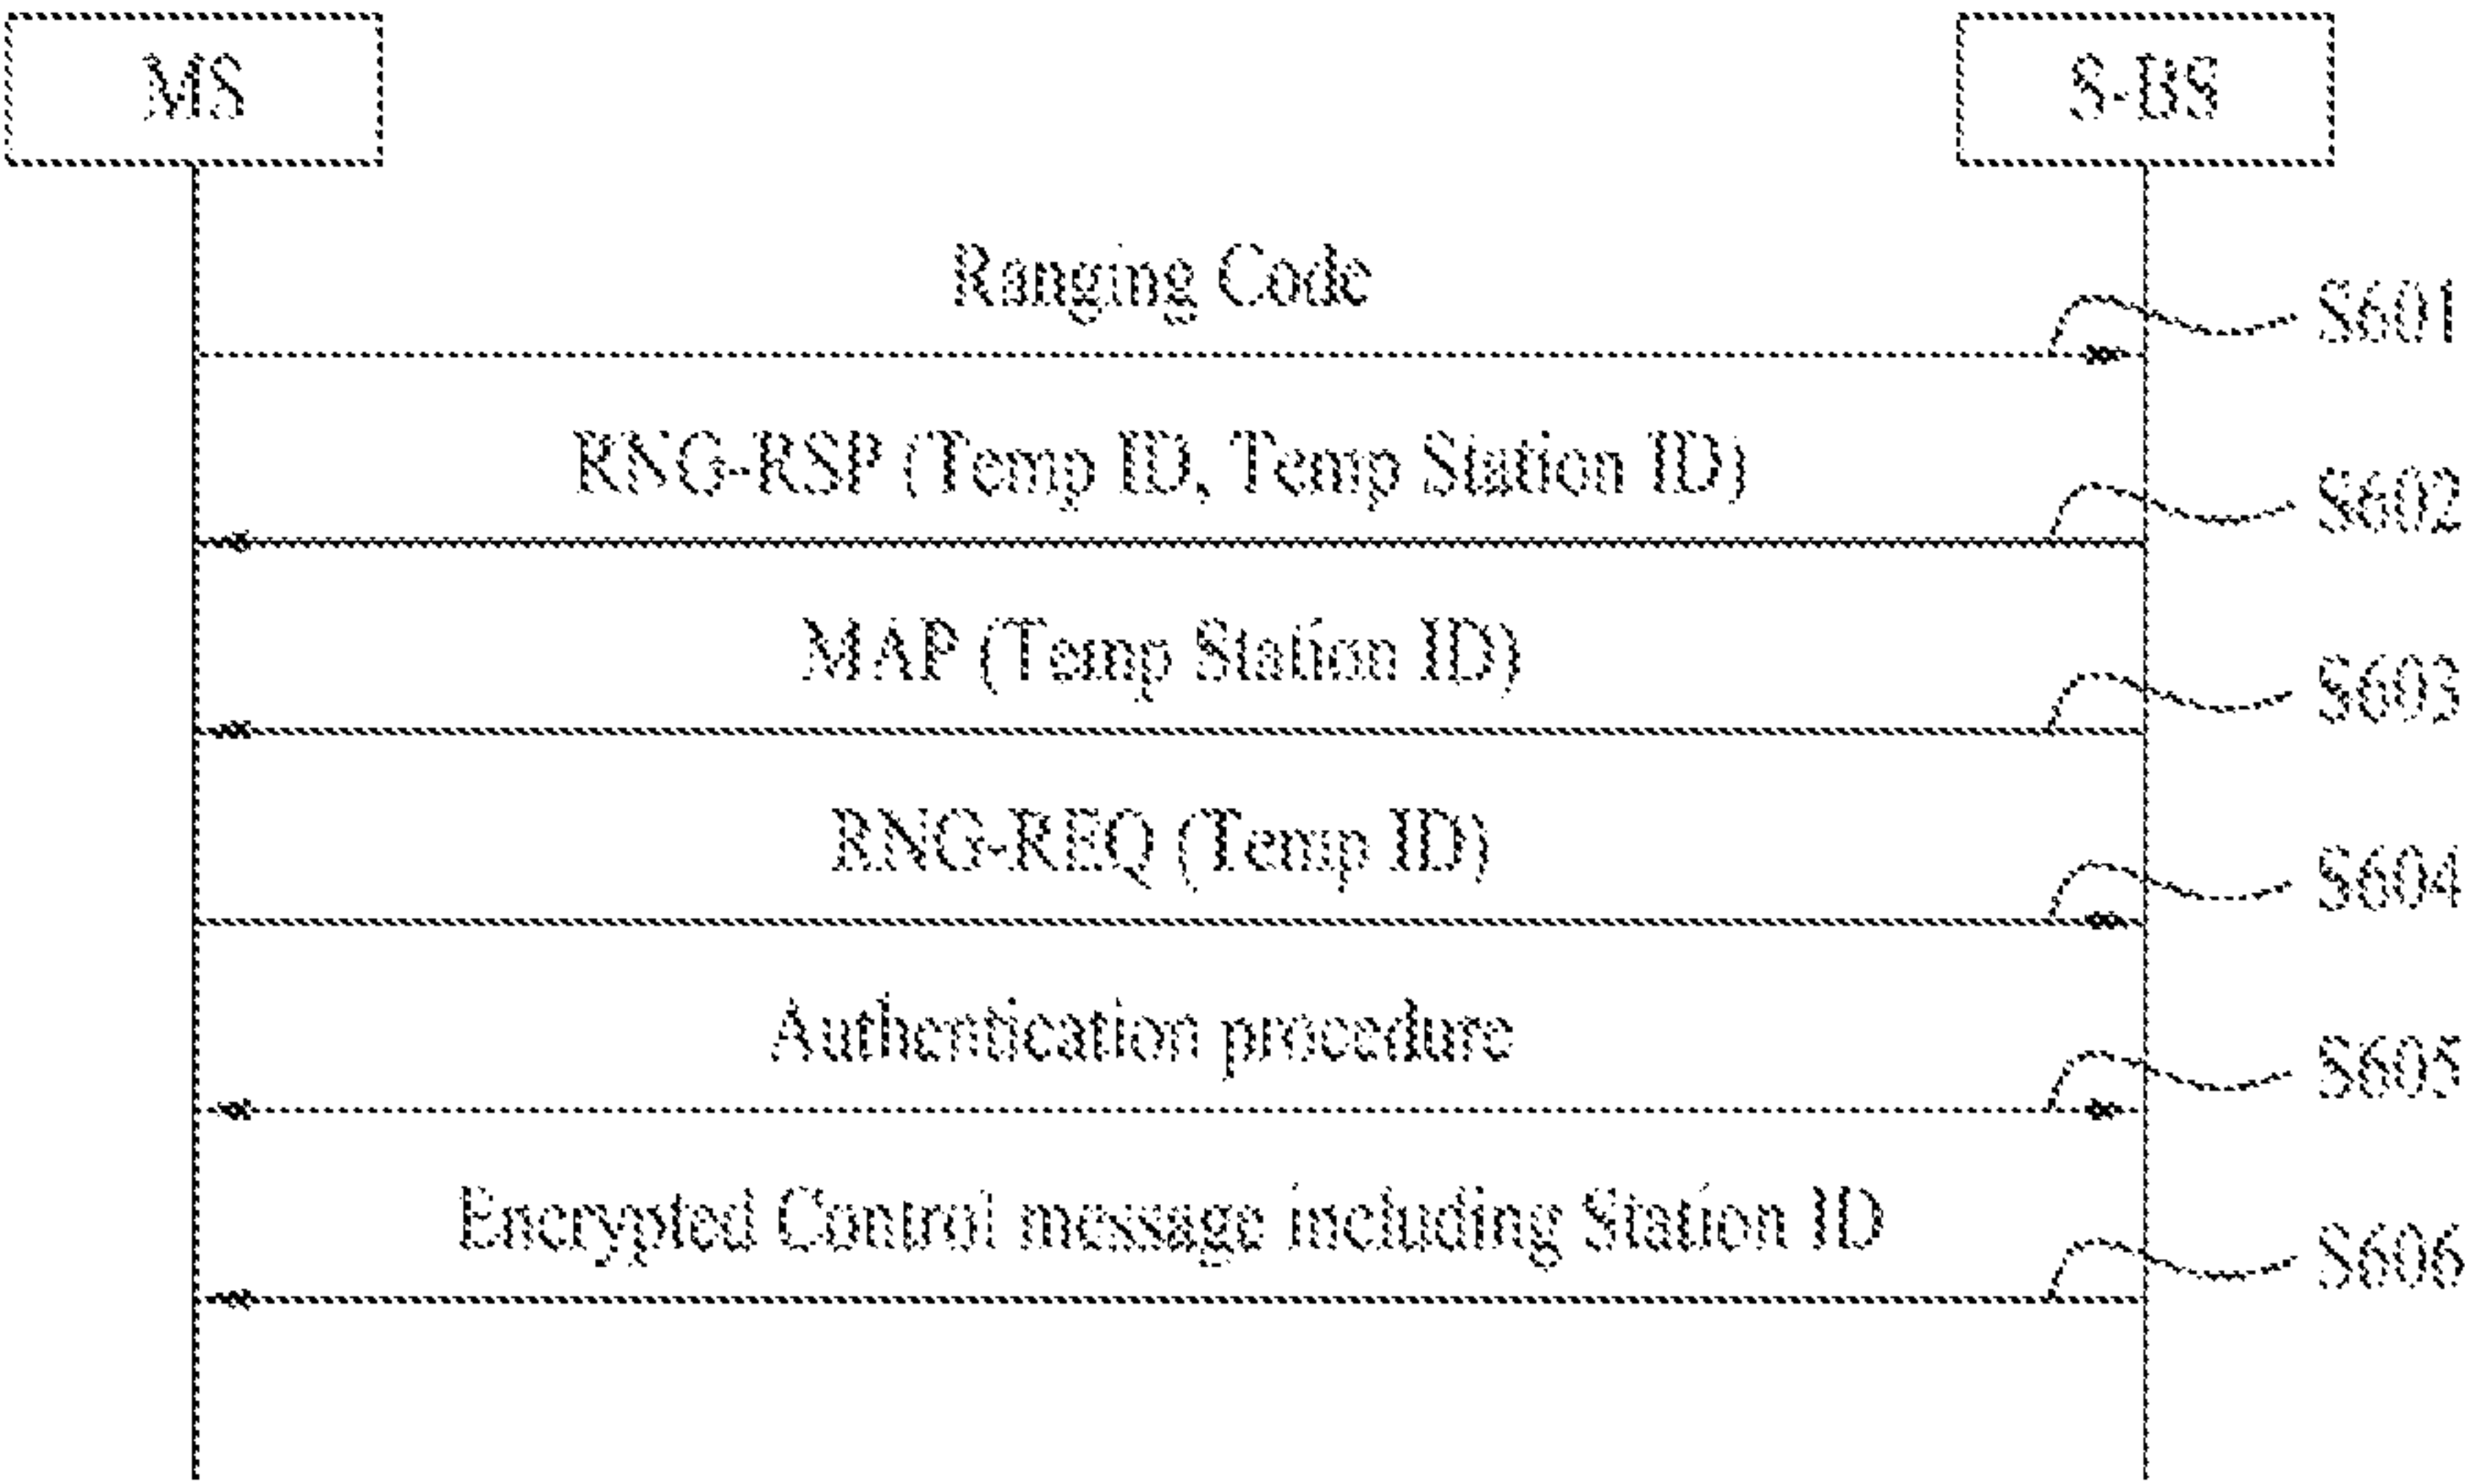 MS
S-BS
Ranging Code
S601
RNG-RSP (Temp ID, Temp Station ID)
S602
MAP (Temp Station ID)
S603
RNG-REQ (Temp ID)
S604
Authentication procedure
S605
Encrypted Control message including Station ID
S606